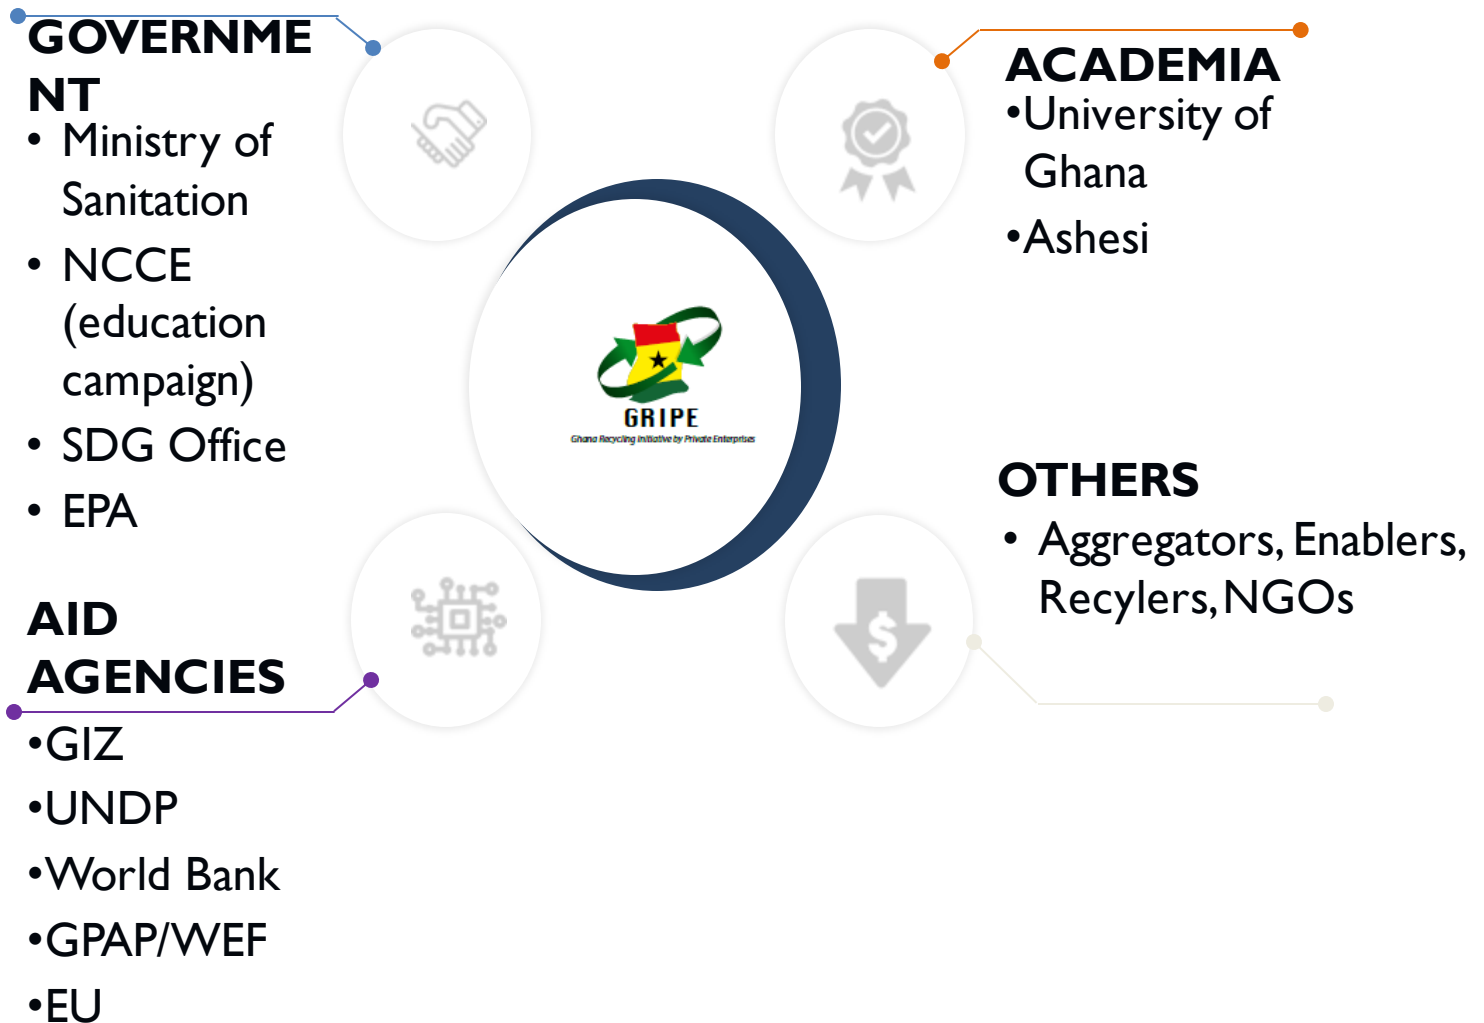 GOVERNME
NT
• Ministry of
Sanitation
• NCCE
(education
campaign)
• SDG Office
• EPA
AID
AGENCIES
•GIZ
•UNDP
•World Bank
•GPAP/WEF
•EU
GRIPE
Ghana Recycling Initiative by Private Enterprises
ACADEMIA
•University of
Ghana
•Ashesi
OTHERS
• Aggregators, Enablers,
Recylers, NGOs
$